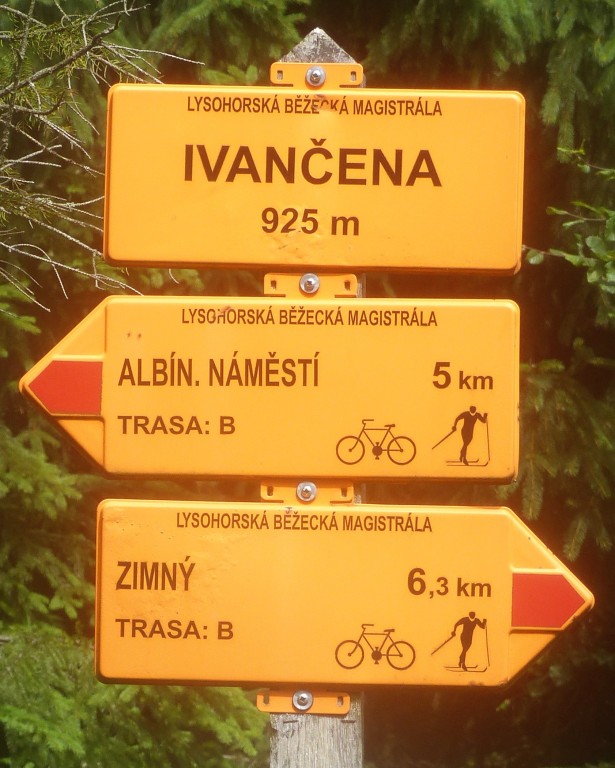 LYSOHORSKÁ BĚŽECKÁ MAGISTRÁLA
IVANČENA
925 m
LYSOHORSKÁ BĚŽECKÁ MAGISTRÁLA
ALBÍN. NÁMĚSTÍ 5 km
TRASA: B
LYSOHORSKÁ BĚŽECKÁ MAGISTRÁLA
ZIMNÝ 6,3 km
TRASA: B